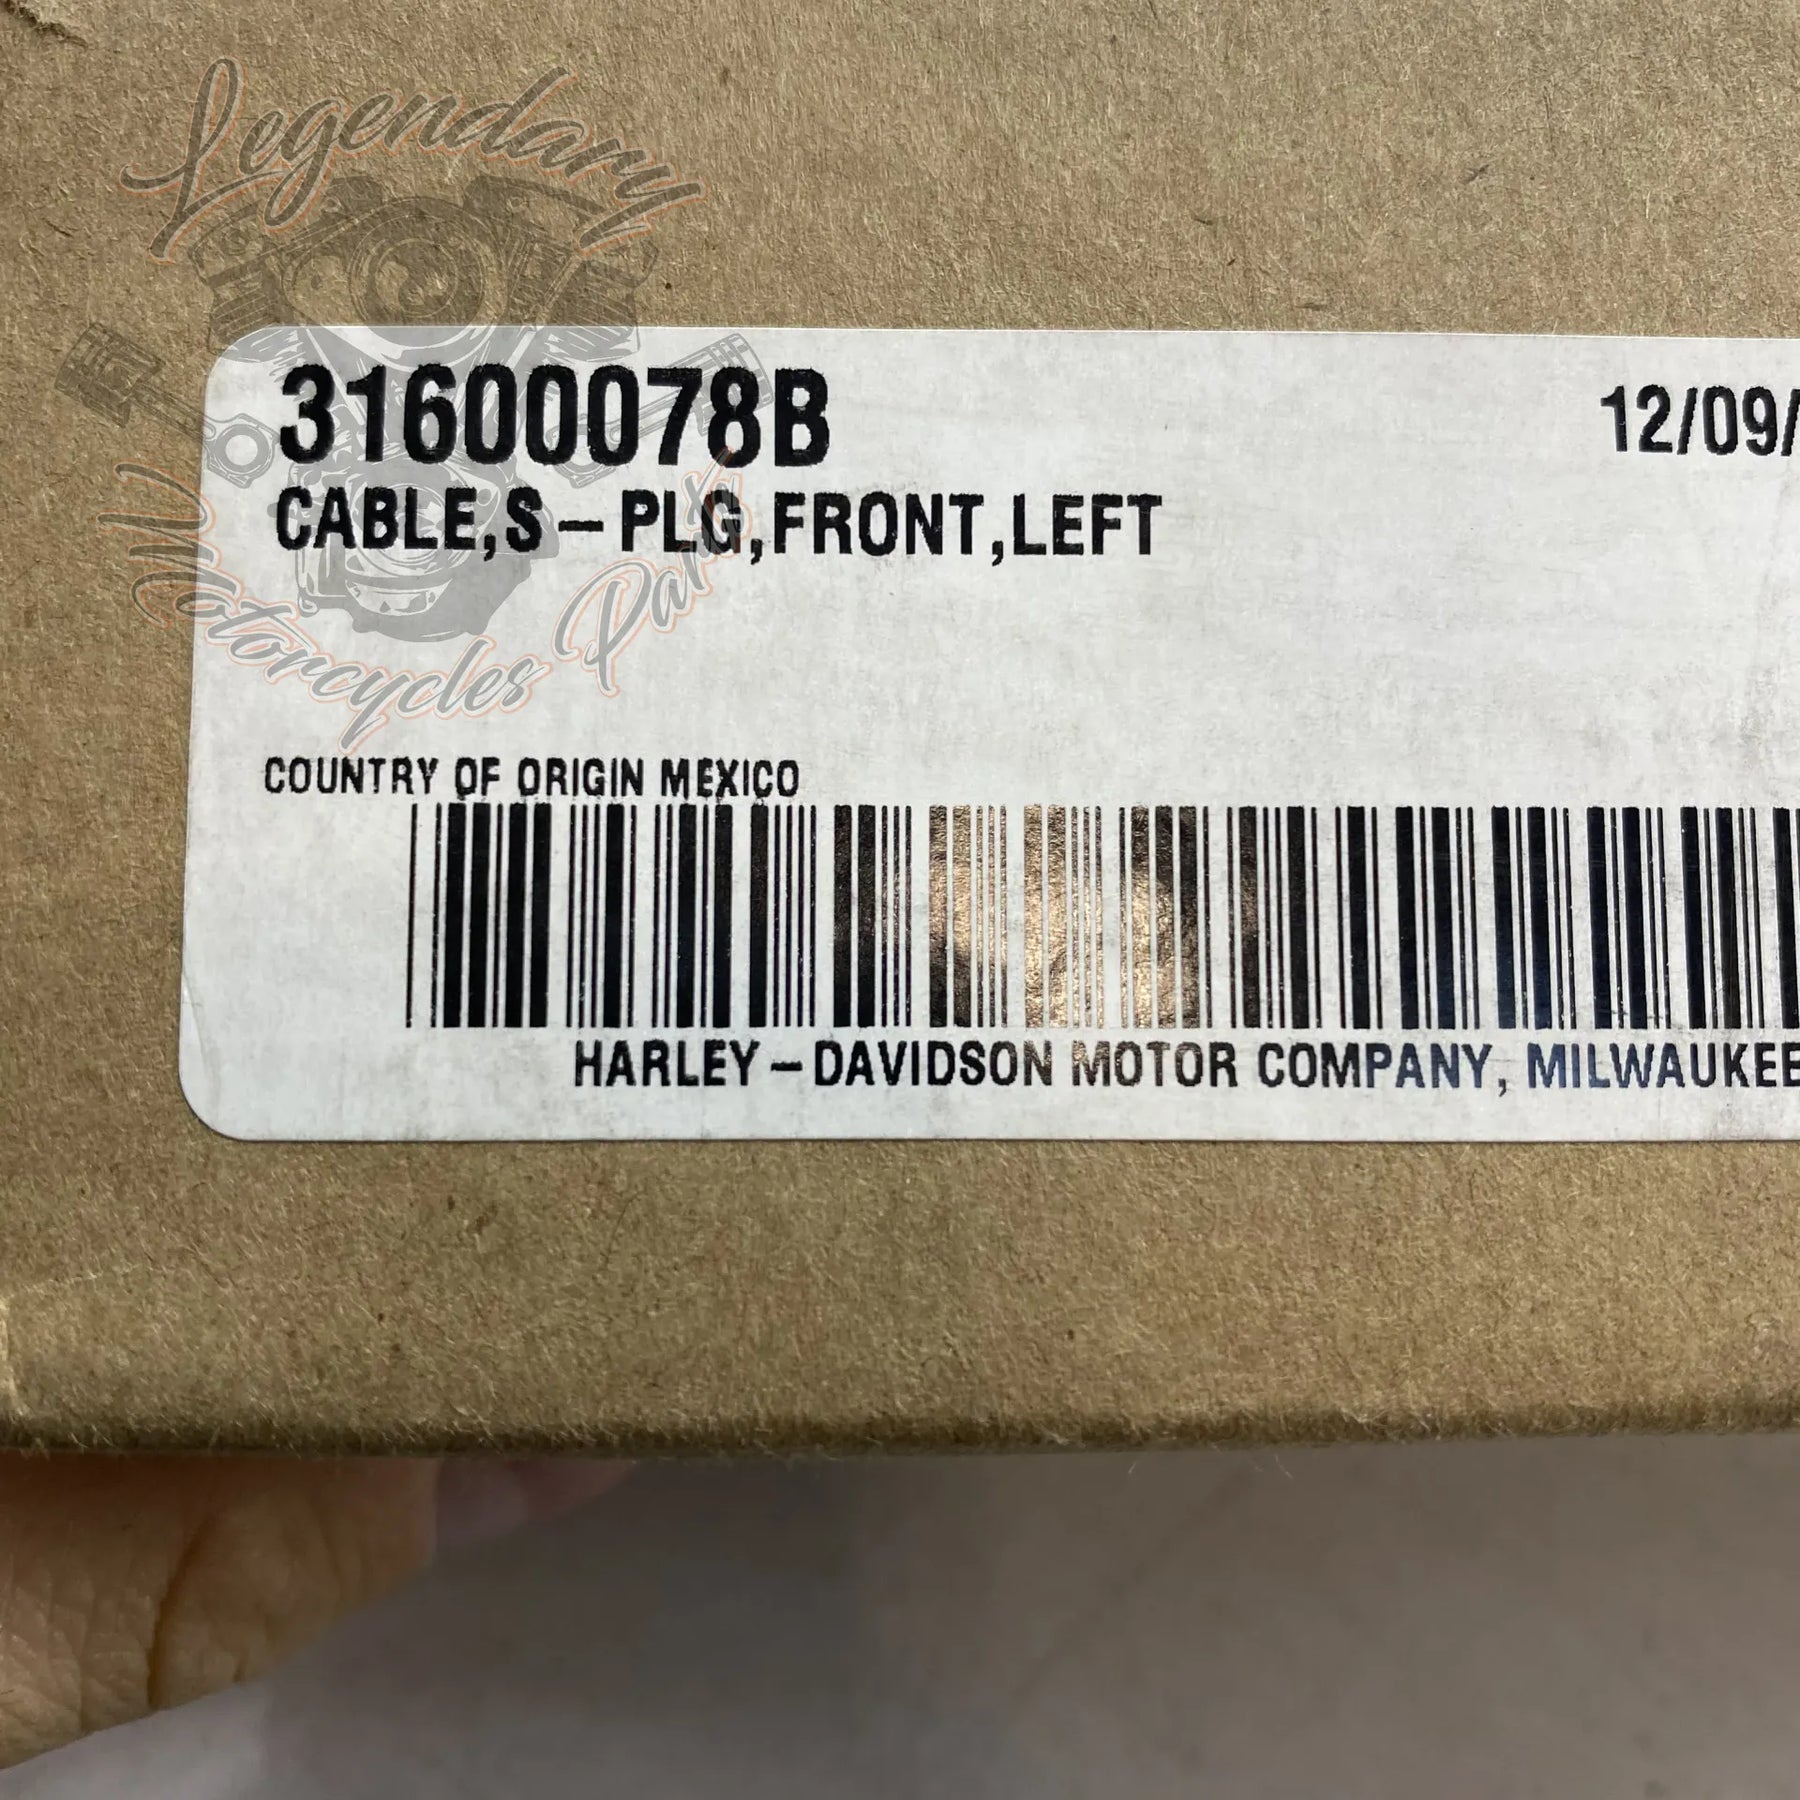 Legendary
Motorcycles Parts
31600078B
12/09/
CABLE,S-PLG,FRONT,LEFT
COUNTRY OF ORIGIN MEXICO
HARLEY-DAVIDSON MOTOR COMPANY, MILWAUKEE